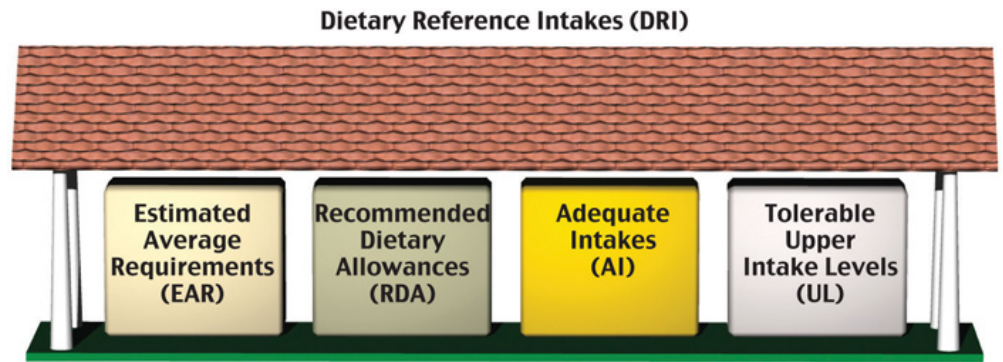 Dietary Reference Intakes (DRI)
Estimated
Average
Requirements
(EAR)
Recommended
Dietary
Allowances
(RDA)
Adequate
Intakes
(AI)
Tolerable
Upper
Intake Levels
(UL)